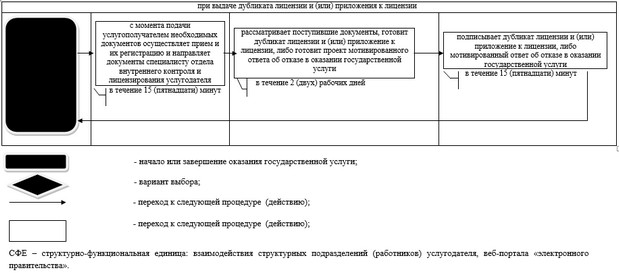 при выдаче дубликата лицензии и (или) приложения к лицензии
с момента подачи
услугополучателем необходимых
документов осуществляет прием и
их регистрацию и направляет
документы специалисту отдела
внутреннего контроля и
лицензирования услугодателя
в течение 15 (пятнадцати) минут
рассматривает поступившие документы, готовит
дубликат лицензии и (или) приложение к
лицензии, либо готовит проект мотивированного
ответа об отказе в оказании государственной
услуги
в течение 2 (двух) рабочих дней
подписывает дубликат лицензии и (или)
приложение к лицензии, либо
мотивированный ответ об отказе в оказании
государственной услуги
в течение 15 (пятнадцати) минут
- начало или завершение оказания государственной услуги;
- вариант выбора;
- переход к следующей процедуре (действию);
- переход к следующей процедуре (действию);
СФЕ – структурно-функциональная единица: взаимодействия структурных подразделений (работников) услугодателя, веб-портала «электронного
правительства».